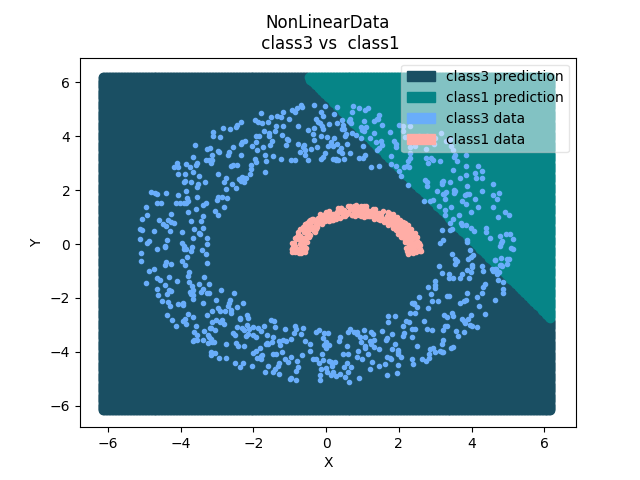 NonLinearData
class3 vs  class1
class3 prediction
class1 prediction
class3 data
class1 data
6
4
2
0
−2
−4
−6
Y
−6 −4 −2 0 2 4 6
X